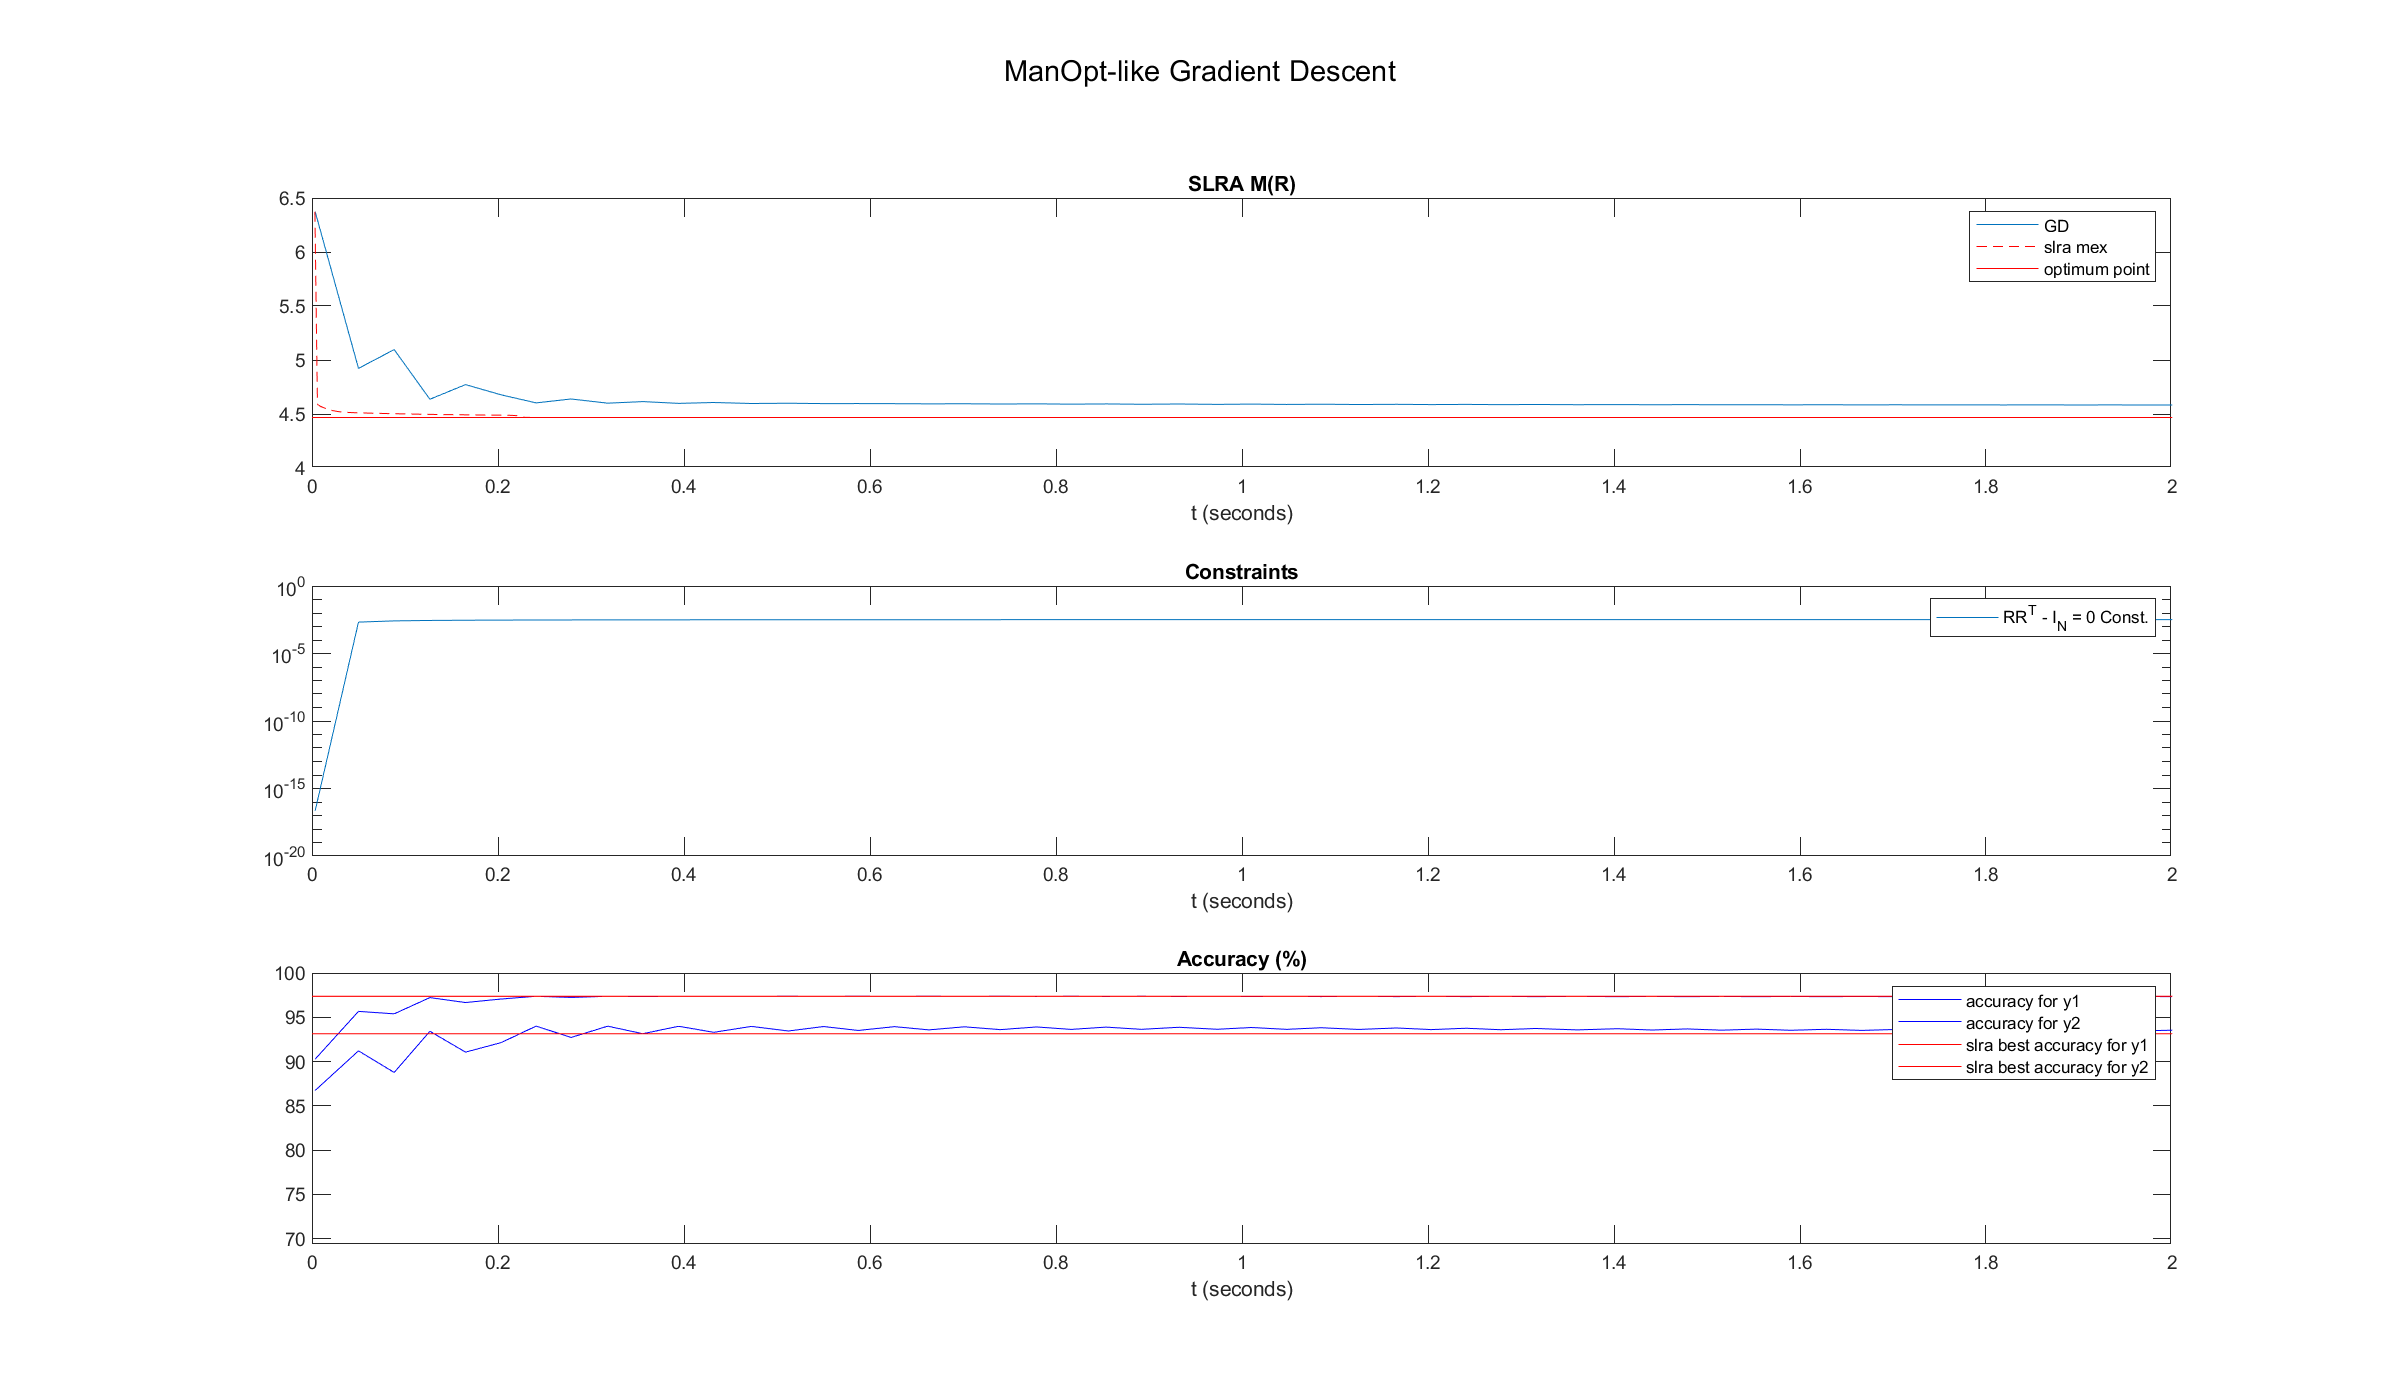 ManOpt-like Gradient Descent
SLRA M(R)
6.5
6
5.5
5
4.5
4
GD
slra mex
optimum point
0 0.2 0.4 0.6 0.8 1 1.2 1.4 1.6 1.8 2
t (seconds)
Constraints
10^0
10^-5
10^-10
10^-15
10^-20
RR^T - I_N = 0 Const.
0 0.2 0.4 0.6 0.8 1 1.2 1.4 1.6 1.8 2
t (seconds)
Accuracy (%)
100
95
90
85
80
75
70
accuracy for y1
accuracy for y2
slra best accuracy for y1
slra best accuracy for y2
0 0.2 0.4 0.6 0.8 1 1.2 1.4 1.6 1.8 2
t (seconds)